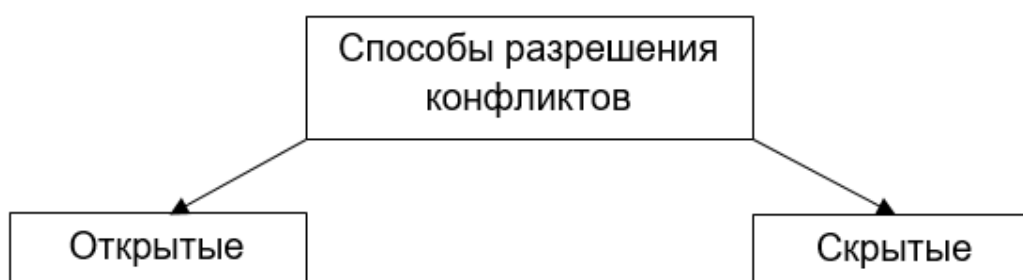 Способы разрешения
конфликтов
Открытые
Скрытые